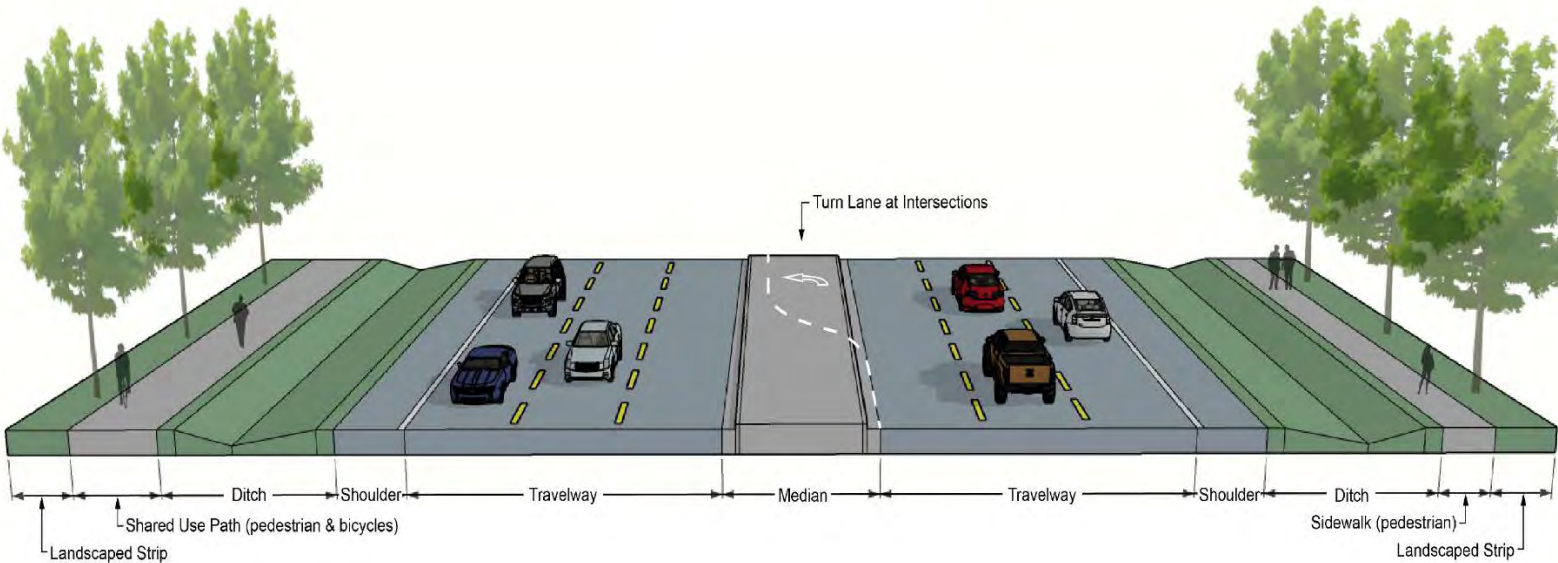 Turn Lane at Intersections
Ditch
Shoulder
Travelway
Median
Travelway
Shoulder
Ditch
Shared Use Path (pedestrian & bicycles)
Sidewalk (pedestrian)
Landscaped Strip
Landscaped Strip